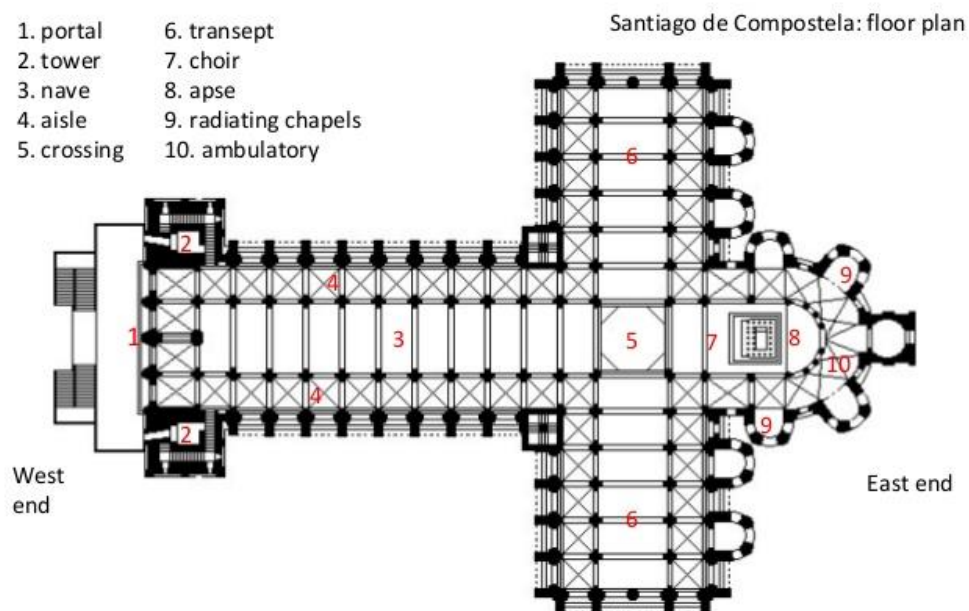 Santiago de Compostela: floor plan
1. portal
2. tower
3. nave
4. aisle
5. crossing
6. transept
7. choir
8. apse
9. radiating chapels
10. ambulatory
6
2
4
9
1
3
5
7
8
10
4
9
2
West
end
East end
6